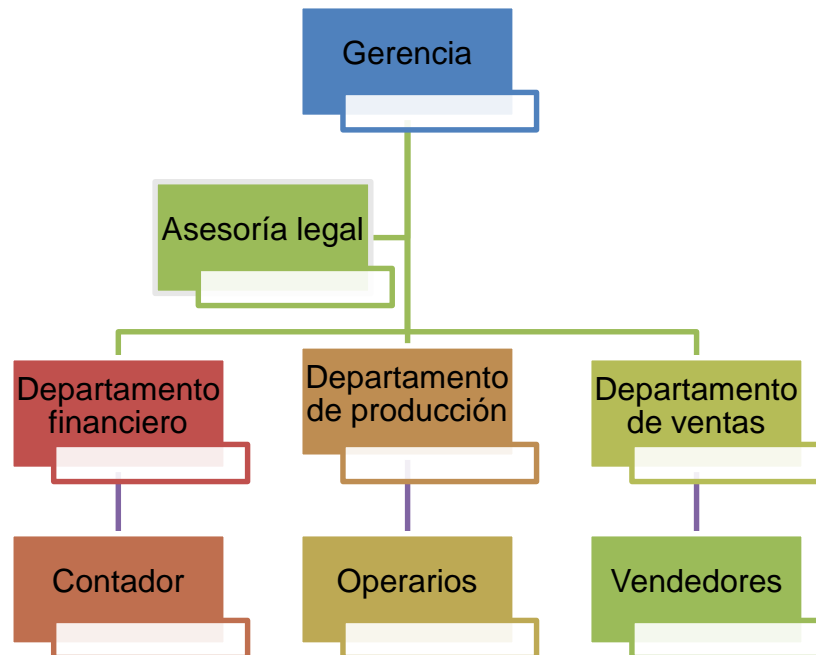 Gerencia
Asesoría legal
Departamento
financiero
Departamento
de producción
Departamento
de ventas
Contador
Operarios
Vendedores